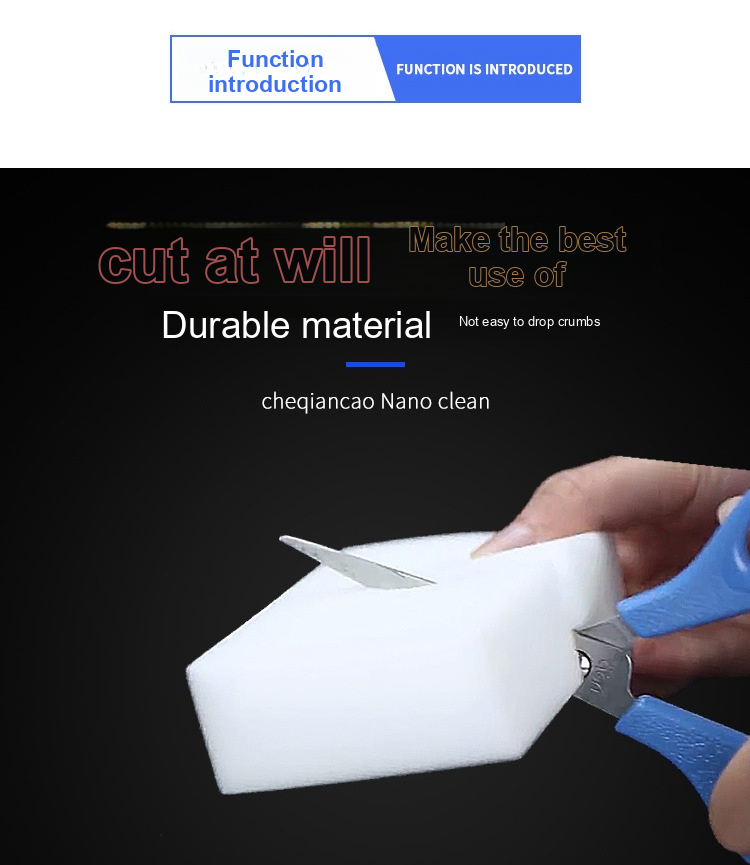 Function
introduction
FUNCTION IS INTRODUCED
cut at will
Make the best
use of
Durable material
Not easy to drop crumbs
cheqiancao Nano clean